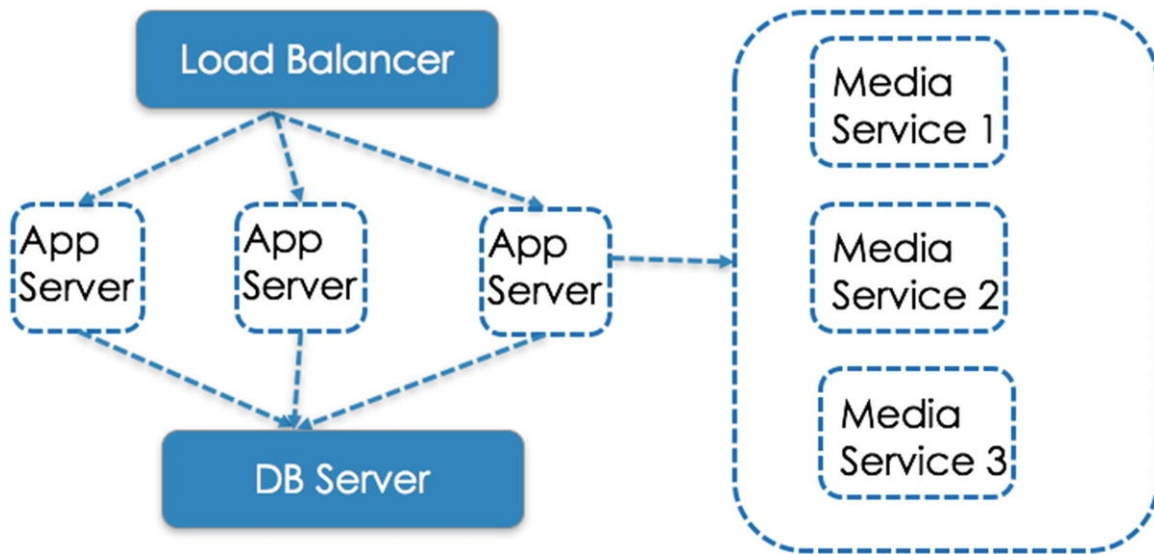 Load Balancer
App
Server
App
Server
App
Server
DB Server
Media
Service 1
Media
Service 2
Media
Service 3